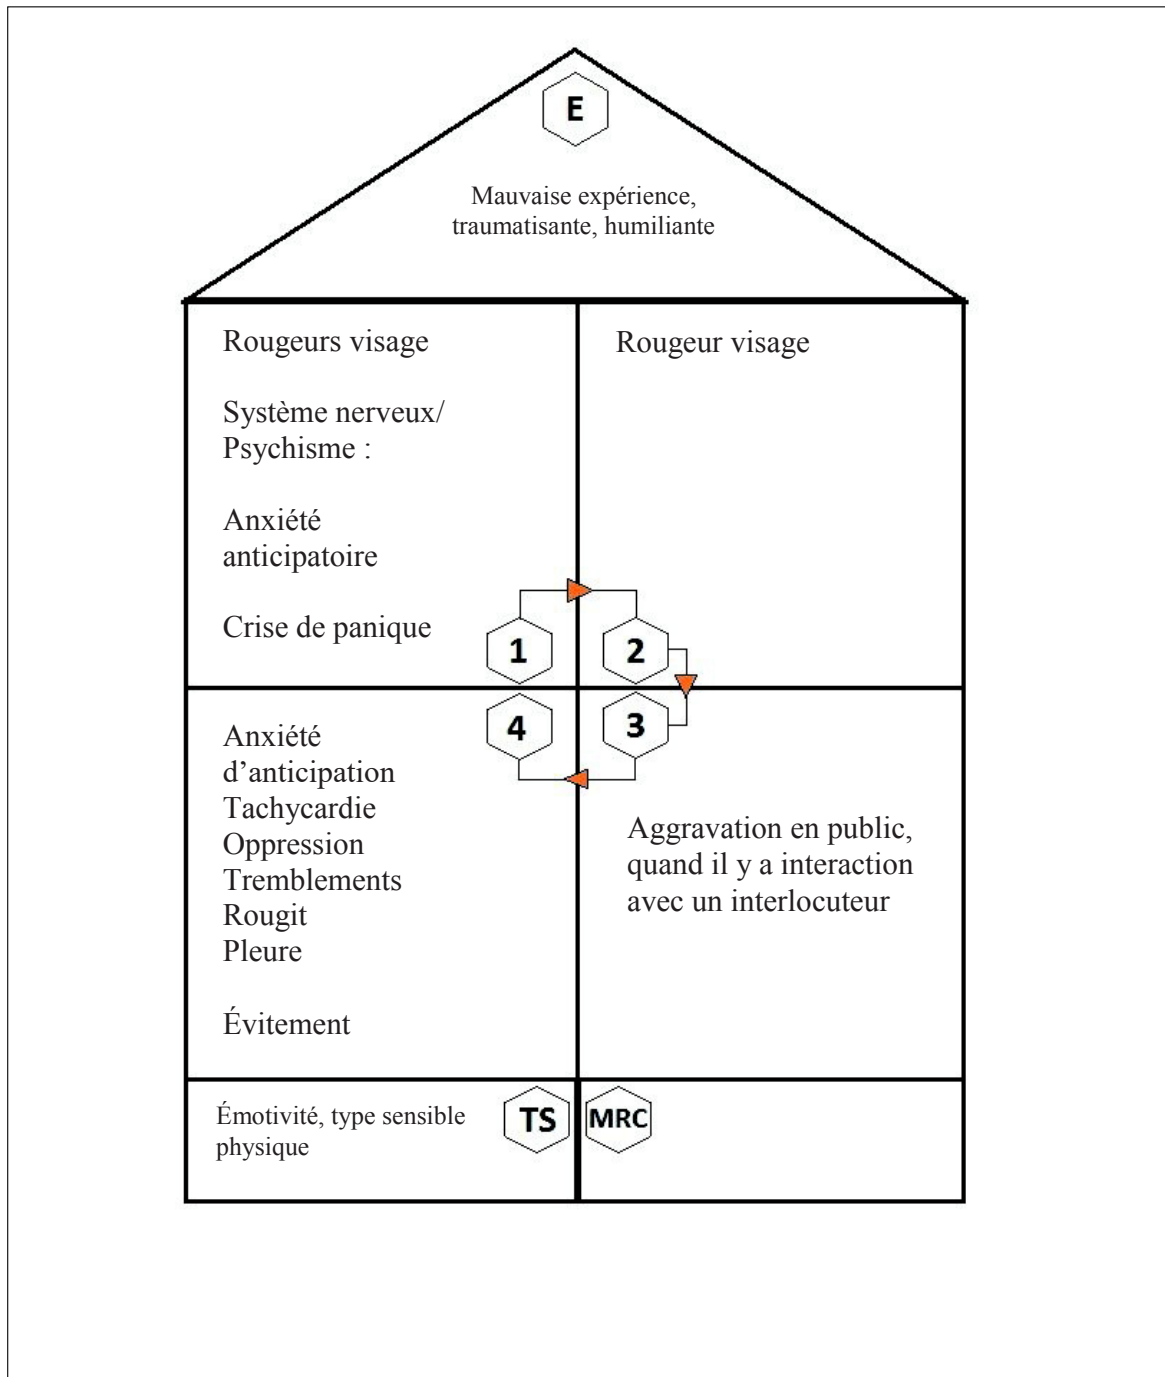 E
Mauvaise expérience,
traumatisante, humiliante
Rougeurs visage
Système nerveux/
Psychisme :
Anxiété
anticipatoire
Crise de panique
1
Rougeur visage
2
3
Aggravation en public,
quand il y a interaction
avec un interlocuteur
4
Anxiété
d’anticipation
Tachycardie
Oppression
Tremblements
Rougit
Pleure
Évitement
Émotivité, type sensible
physique
TS
MRC